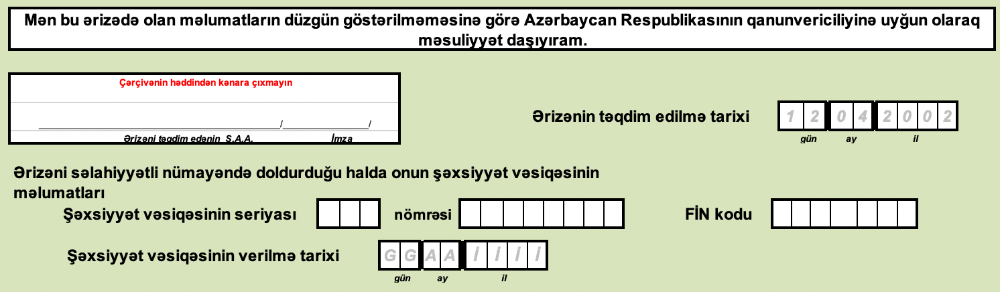 Mən bu ərizədə olan məlumatların düzgün göstərilməməsinə görə Azərbaycan Respublikasının qanunvericiliyinə uyğun olaraq
məsuliyyət daşıyıram.
Çərçivənin həddindən kənara çıxmayın
____________________/__________/
Ərizəni təqdim edənin S.A.A. İmza
Ərizənin təqdim edilmə tarixi 1 2 0 4 2 0 0 2
gün ay il
Ərizəni səlahiyyətli nümayəndə doldurduğu halda onun şəxsiyyət vəsiqəsinin
məlumatları
Şəxsiyyət vəsiqəsinin seriyası nömrəsi FİN kodu
Şəxsiyyət vəsiqəsinin verilmə tarixi G G A A İ İ İ İ
gün ay il